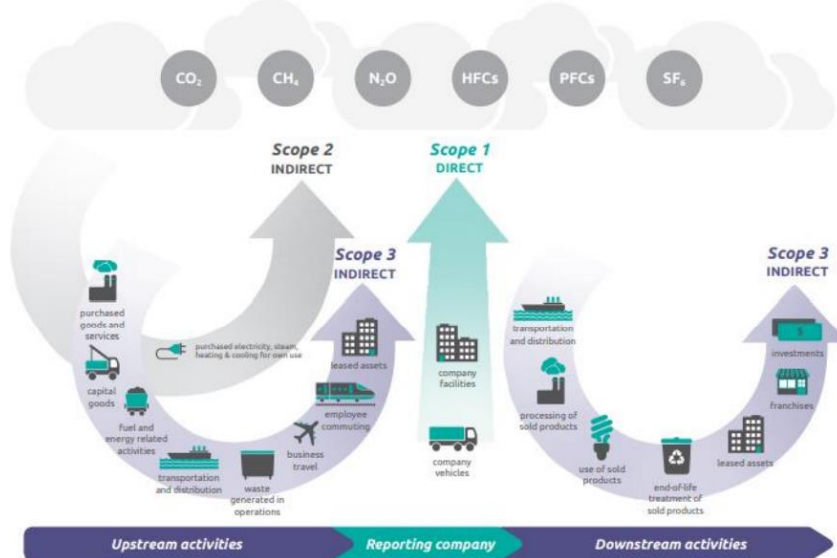 CO₂
CH₄
N₂O
HFCs
PFCs
SF₆
Scope 2
INDIRECT
Scope 1
DIRECT
Scope 3
INDIRECT
Scope 3
INDIRECT
purchased
goods and
services
capital
goods
fuel and
energy related
activities
transportation
and distribution
waste
generated in
operations
business
travel
employee
commuting
leased assets
purchased electricity, steam,
heating & cooling for own use
company
facilities
company
vehicles
transportation
and distribution
processing of
sold products
use of sold
products
end-of-life
treatment of
sold products
leased assets
franchises
$
investments
Upstream activities
Reporting company
Downstream activities